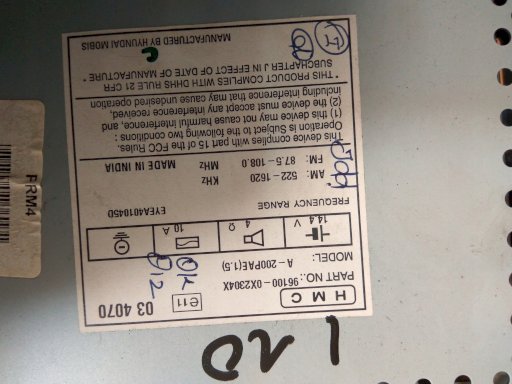 HMC
PART NO.: 96100-0X2304X
MODEL: A-200PAE(1.5)
e11
03 4070
14.4 V
4 Ω
10 A
FREQUENCY RANGE
EYEA401045D
AM: 522-1620 KHz
FM: 87.5-108.0 MHz
MADE IN INDIA
This device complies with part 15 of the FCC Rules.
Operation is Subject to the following two conditions :
(1) this device may not cause harmful interference, and
(2) the device must accept any interference received,
including interference that may cause undesired operation
"THIS PRODUCT COMPLIES WITH DHHS RULE 21 CFR
SUBCHAPTER J IN EFFECT OF DATE OF MANUFACTURE"
MANUFACTURED BY HYUNDAI MOBIS
PRM4